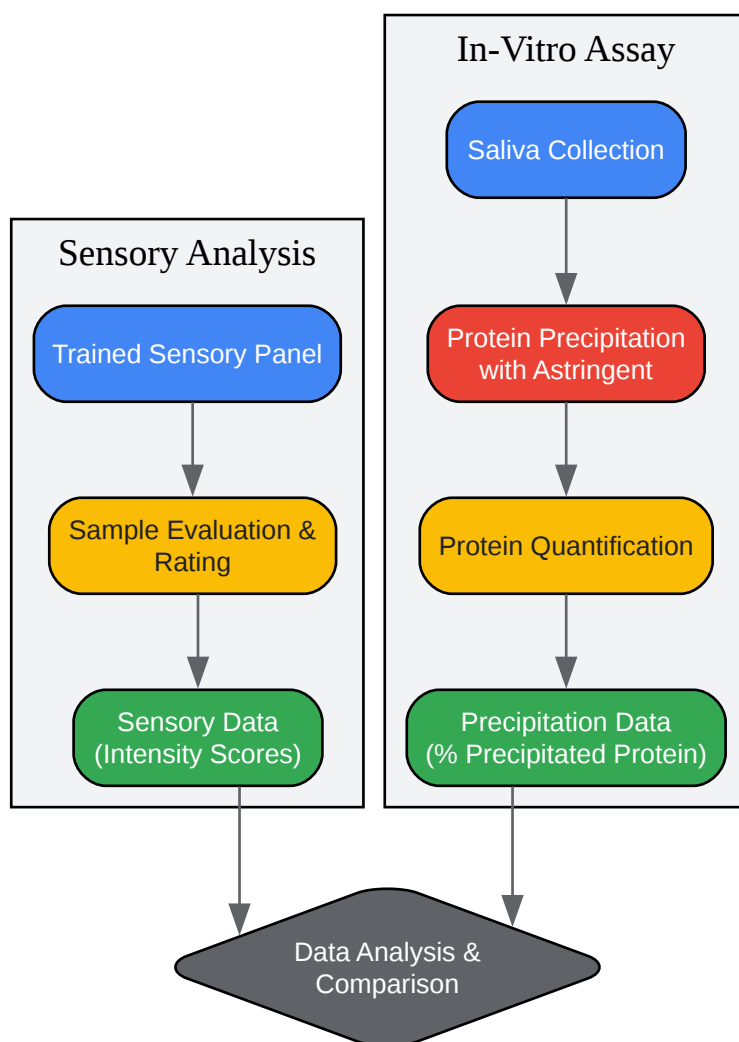 Sensory Analysis
Trained Sensory Panel
Sample Evaluation &
Rating
Sensory Data
(Intensity Scores)
In-Vitro Assay
Saliva Collection
Protein Precipitation
with Astringent
Protein Quantification
Precipitation Data
(% Precipitated Protein)
Data Analysis &
Comparison